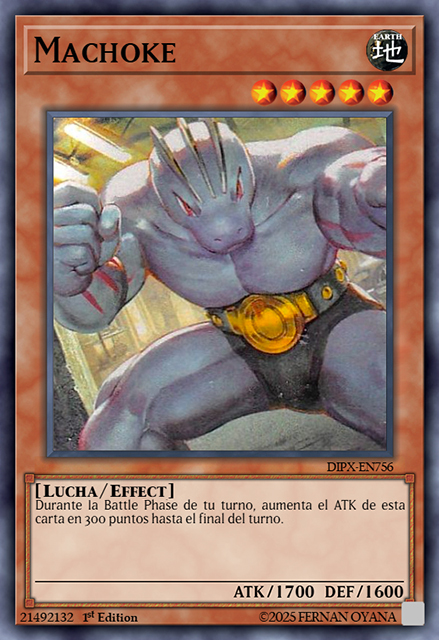 MACHOKE
EARTH
地
DIPX-EN756
[LUCHA/EFFECT]
Durante la Battle Phase de tu turno, aumenta el ATK de esta
carta en 300 puntos hasta el final del turno.
ATK/1700 DEF/1600
21492132 1st Edition ©2025 FERNAN OYANA